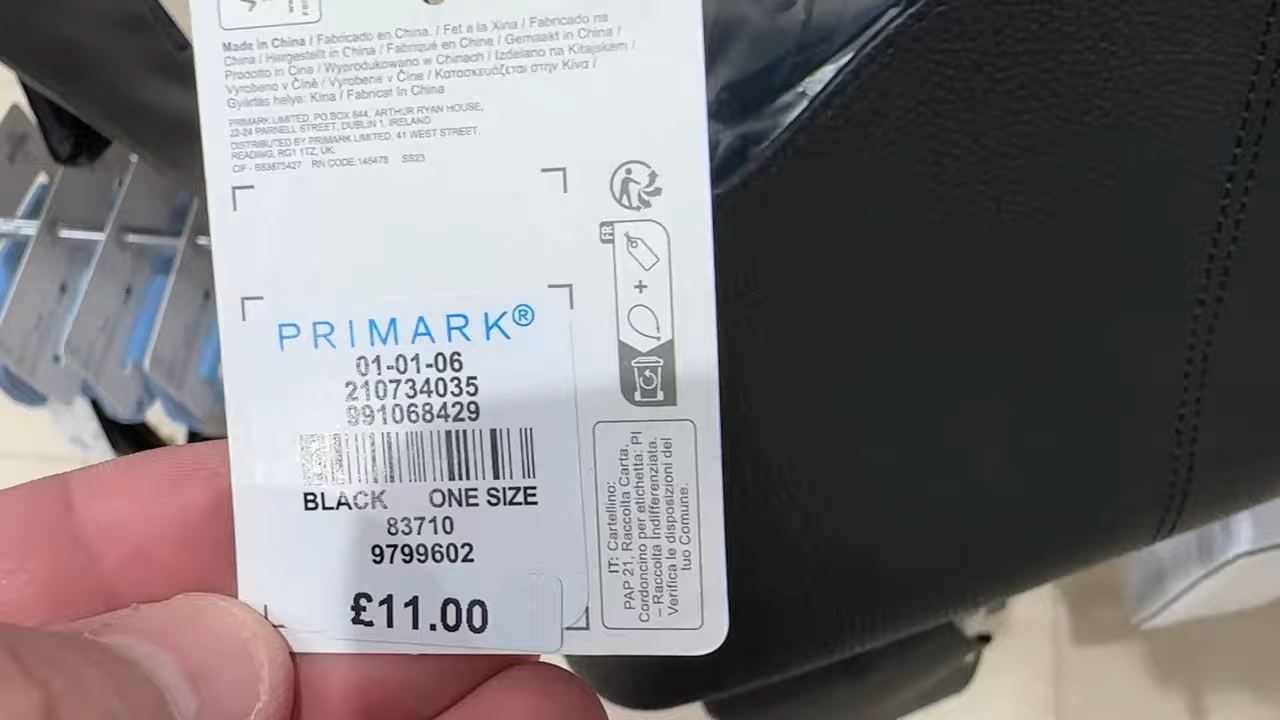 Made in China / Fabricado en China. / Fet a la Xina / Fabricado na
China / Hergestellt in China / Fabriqué en Chine / Gemaakt in China /
Prodotto in Cina / Wyprodukowano w Chinach / Izdelano na Kitajskem /
Vyrobeno v Číně / Vyrobené v Číne / Κατασκευάζεται στην Κίνα /
Gyártás helye: Kína / Fabricat în China
PRIMARK LIMITED, PO BOX 644, ARTHUR RYAN HOUSE,
22-24 PARNELL STREET, DUBLIN 1, IRELAND
DISTRIBUTED BY PRIMARK LIMITED, 41 WEST STREET,
READING, RG1 1TZ, UK.
CIF - B83875427 RN CODE:145478 SS23
FR
+
PRIMARK®
01-01-06
210734035
991068429
BLACK ONE SIZE
83710
9799602
£11.00
IT: Cartellino:
PAP 21, Raccolta Carta.
Cordoncino per etichetta: PI
– Raccolta Indifferenziata.
Verifica le disposizioni del
tuo Comune.